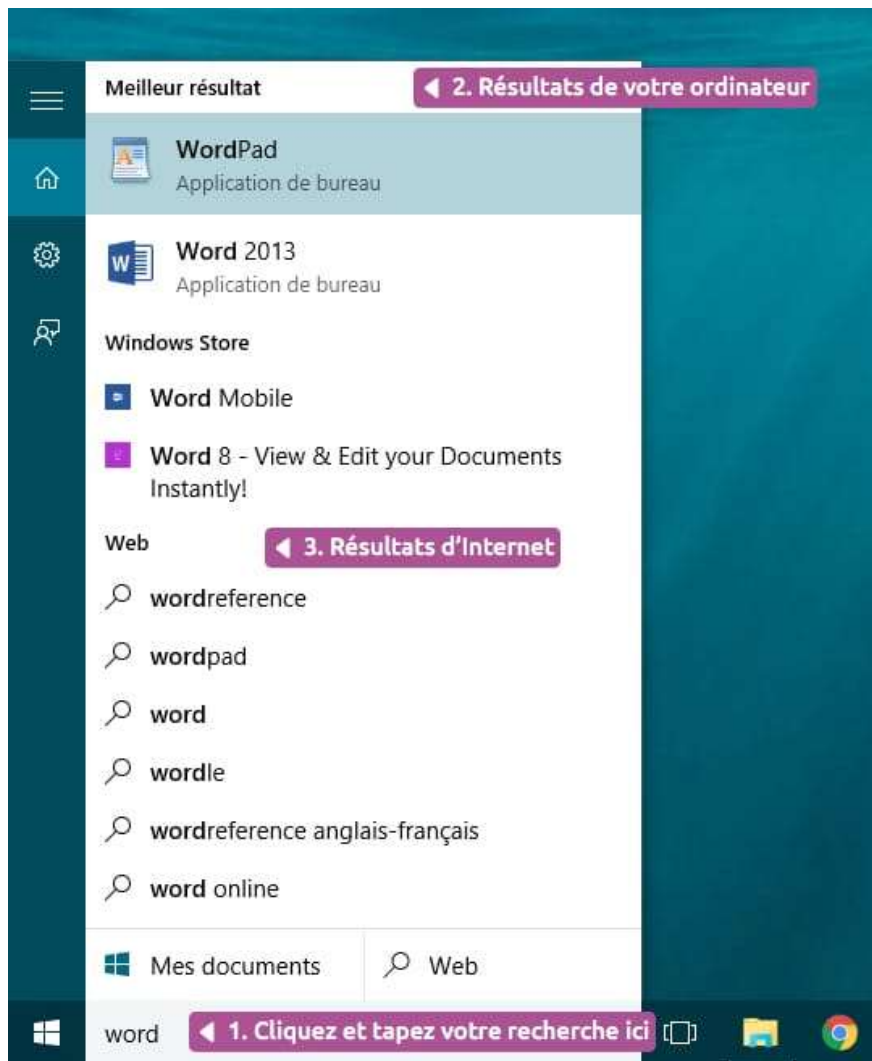 Meilleur résultat
2. Résultats de votre ordinateur
WordPad
Application de bureau
Word 2013
Application de bureau
Windows Store
Word Mobile
Word 8 - View & Edit your Documents
Instantly!
Web
3. Résultats d'Internet
wordreference
wordpad
word
wordle
wordreference anglais-français
word online
Mes documents
Web
word
1. Cliquez et tapez votre recherche ici